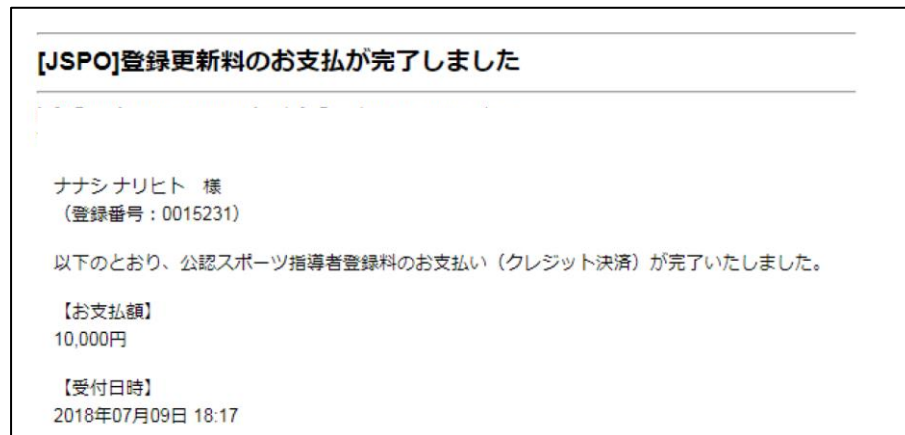 [JSPO]登録更新料のお支払が完了しました
ナナシ ナリヒト　様
（登録番号：0015231）
以下のとおり、公認スポーツ指導者登録料のお支払い（クレジット決済）が完了いたしました。
【お支払額】
10,000円
【受付日時】
2018年07月09日 18:17